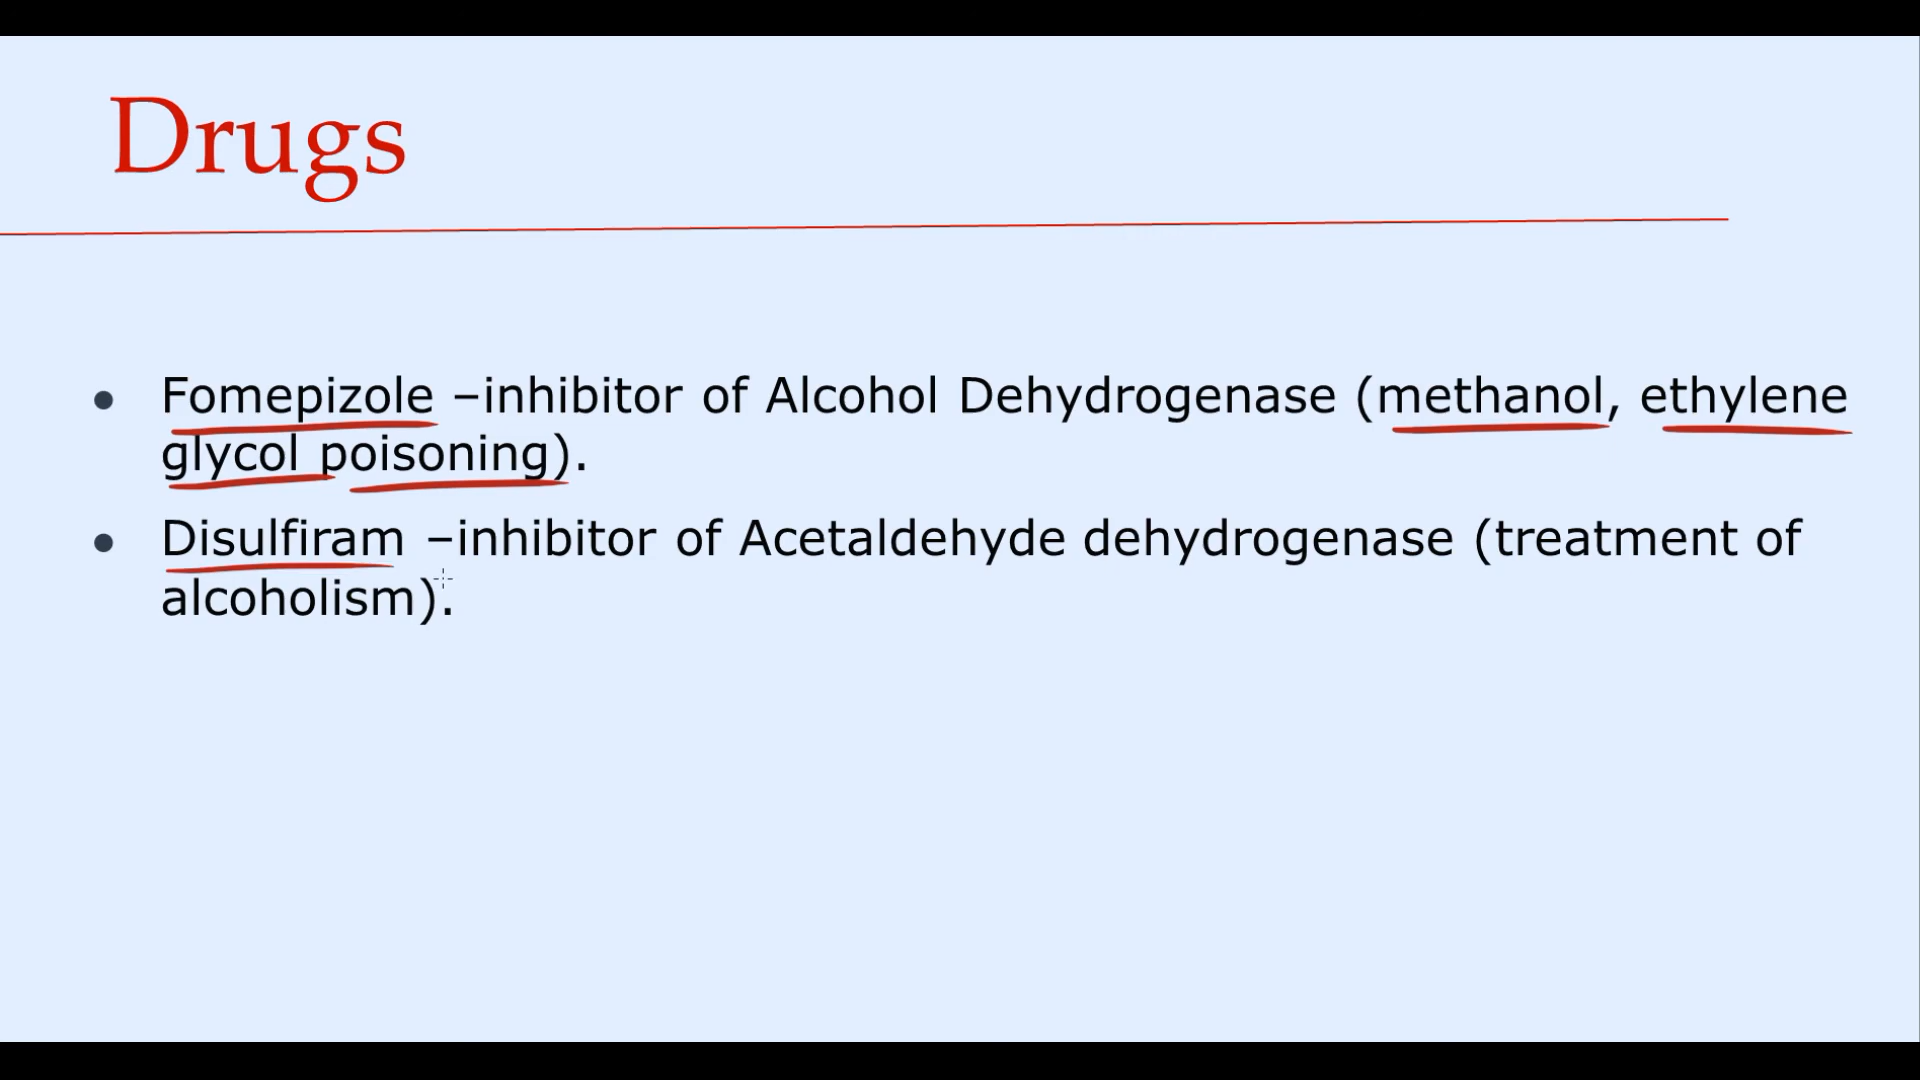 Drugs
Fomepizole –inhibitor of Alcohol Dehydrogenase (methanol, ethylene
glycol poisoning).
Disulfiram –inhibitor of Acetaldehyde dehydrogenase (treatment of
alcoholism).